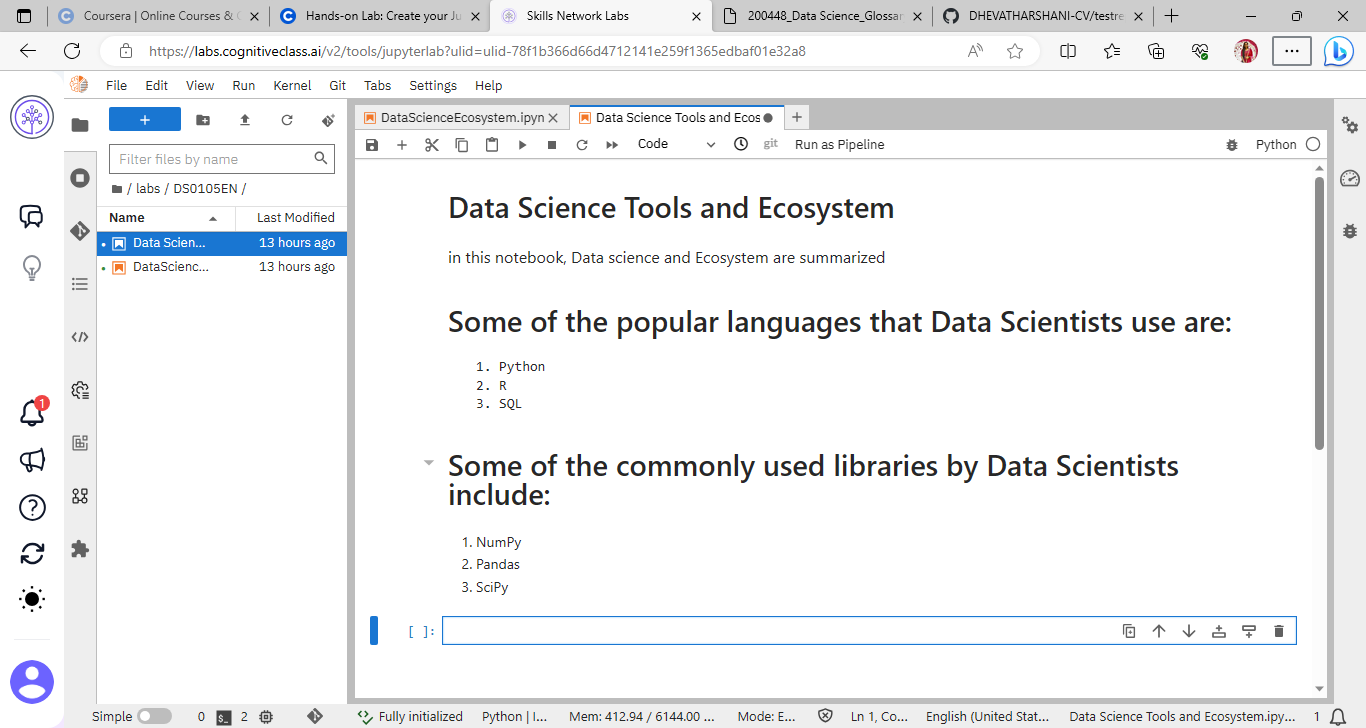 Coursera | Online Courses & C
Hands-on Lab: Create your Ju
Skills Network Labs
200448_Data Science_Glossar
DHEVATHARSHANI-CV/testre
https://labs.cognitiveclass.ai/v2/tools/jupyterlab?ulid=ulid-78f1b366d66d4712141e259f1365edbaf01e32a8
File Edit View Run Kernel Git Tabs Settings Help
DataScienceEcosystem.ipyn
Data Science Tools and Ecos
Code
git
Run as Pipeline
Python
Filter files by name
/ labs / DS0105EN /
Name Last Modified
Data Scien... 13 hours ago
DataScienc... 13 hours ago
Data Science Tools and Ecosystem
in this notebook, Data science and Ecosystem are summarized
Some of the popular languages that Data Scientists use are:
1. Python
2. R
3. SQL
Some of the commonly used libraries by Data Scientists
include:
1. NumPy
2. Pandas
3. SciPy
[ ]:
1
Simple 0 2 Fully initialized Python | I... Mem: 412.94 / 6144.00 ... Mode: E... Ln 1, Co... English (United Stat... Data Science Tools and Ecosystem.ipy... 1